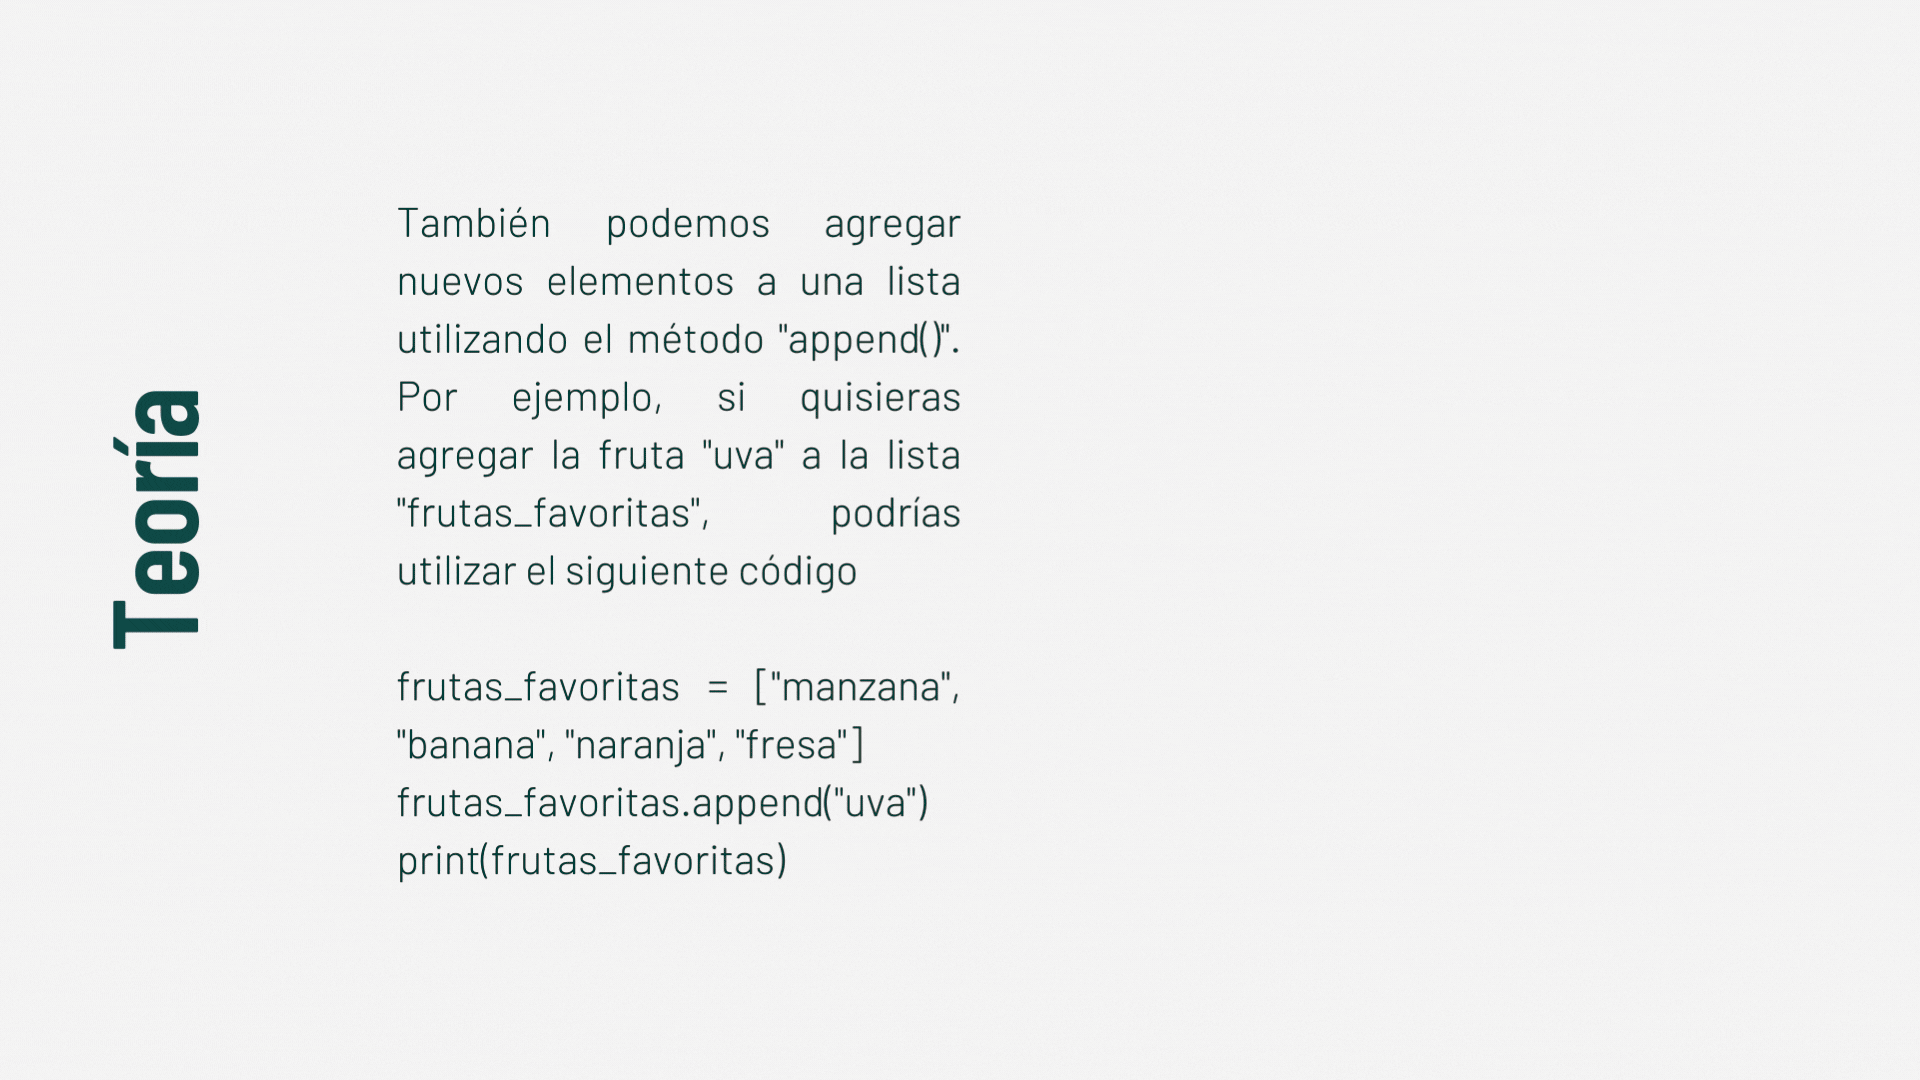 Teoría
También podemos agregar
nuevos elementos a una lista
utilizando el método "append()".
Por ejemplo, si quisieras
agregar la fruta "uva" a la lista
"frutas_favoritas", podrías
utilizar el siguiente código
frutas_favoritas = ["manzana",
"banana", "naranja", "fresa"]
frutas_favoritas.append("uva")
print(frutas_favoritas)